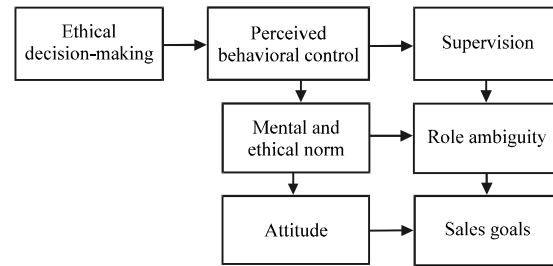 Ethical
decision-making
Perceived
behavioral control
Supervision
Mental and
ethical norm
Role ambiguity
Attitude
Sales goals